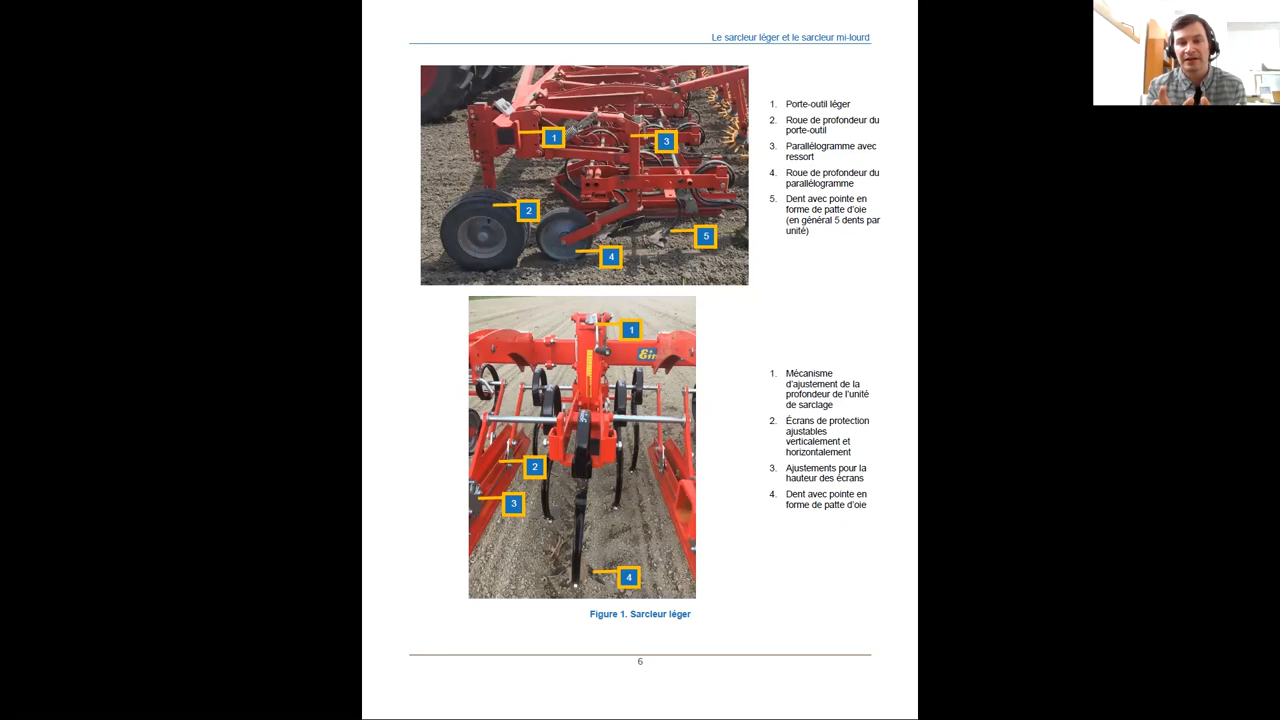 Le sarcleur léger et le sarcleur mi-lourd
1. Porte-outil léger
2. Roue de profondeur du
porte-outil
3. Parallélogramme avec
ressort
4. Roue de profondeur du
parallélogramme
5. Dent avec pointe en
forme de patte d’oie
(en général 5 dents par
unité)
1
3
2
5
4
1
2
3
4
1. Mécanisme
d’ajustement de la
profondeur de l’unité
de sarclage
2. Écrans de protection
ajustables
verticalement et
horizontalement
3. Ajustements pour la
hauteur des écrans
4. Dent avec pointe en
forme de patte d’oie
Figure 1. Sarcleur léger
6